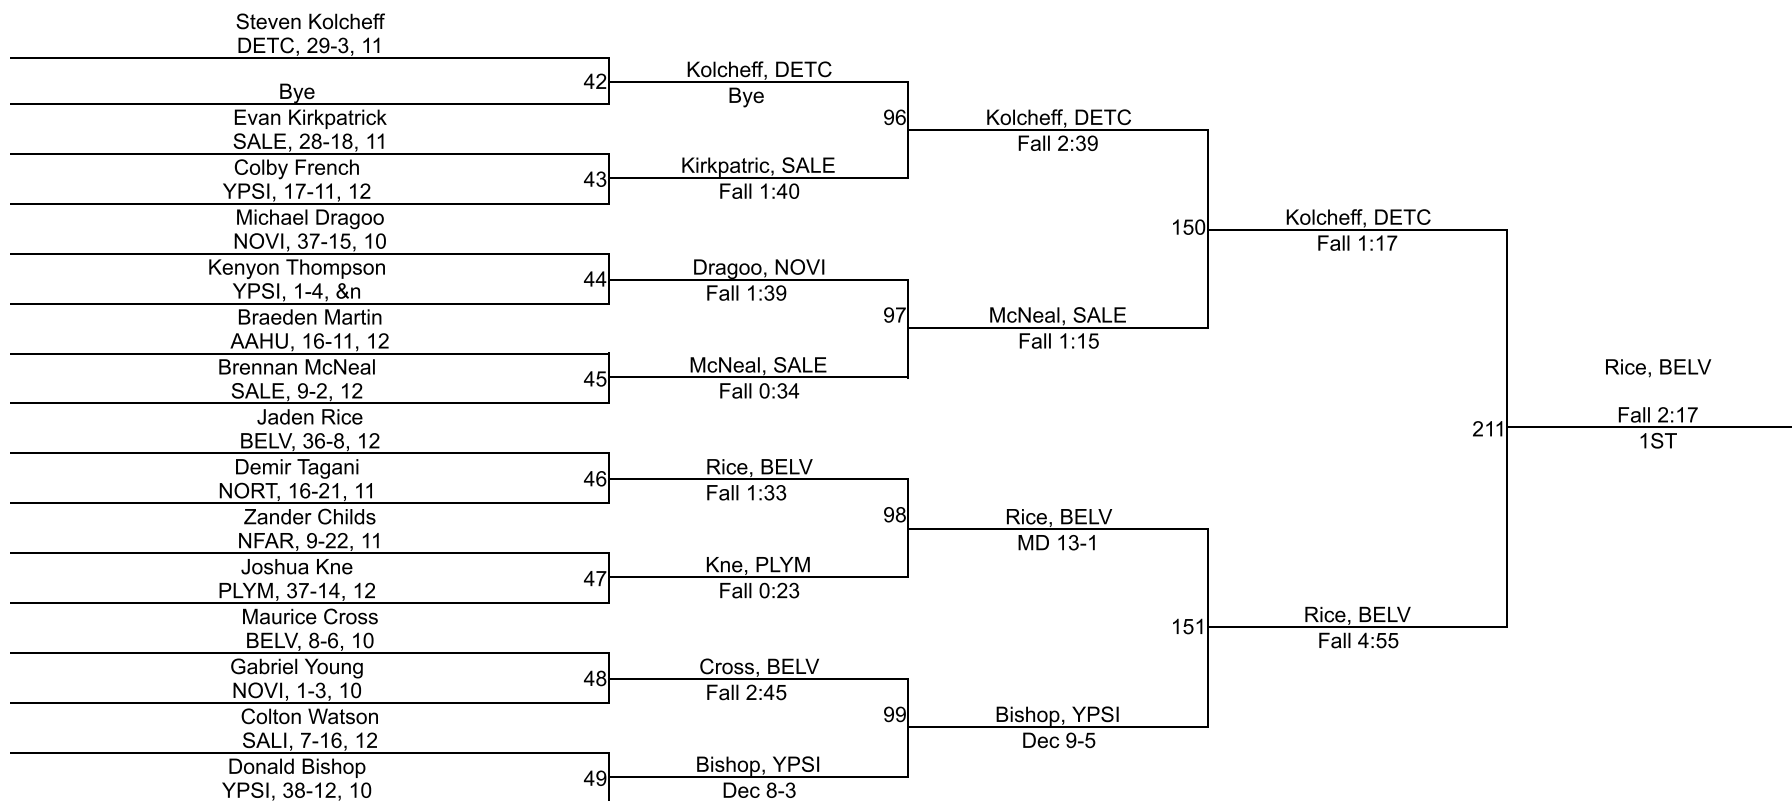 Steven Kolcheff
DETC, 29-3, 11
Bye
42
Evan Kirkpatrick
SALE, 28-18, 11
Colby French
YPSI, 17-11, 12
43
Michael Dragoo
NOVI, 37-15, 10
Kenyon Thompson
YPSI, 1-4, &n
44
Braeden Martin
AAHU, 16-11, 12
Brennan McNeal
SALE, 9-2, 12
45
Jaden Rice
BELV, 36-8, 12
Demir Tagani
NORT, 16-21, 11
46
Zander Childs
NFAR, 9-22, 11
Joshua Kne
PLYM, 37-14, 12
47
Maurice Cross
BELV, 8-6, 10
Gabriel Young
NOVI, 1-3, 10
48
Colton Watson
SALI, 7-16, 12
Donald Bishop
YPSI, 38-12, 10
49
Kolcheff, DETC
Bye
96
Kirkpatric, SALE
Fall 1:40
Dragoo, NOVI
Fall 1:39
97
McNeal, SALE
Fall 0:34
Rice, BELV
Fall 1:33
98
Kne, PLYM
Fall 0:23
Cross, BELV
Fall 2:45
99
Bishop, YPSI
Dec 8-3
Kolcheff, DETC
Fall 2:39
150
McNeal, SALE
Fall 1:15
Rice, BELV
MD 13-1
151
Bishop, YPSI
Dec 9-5
Kolcheff, DETC
Fall 1:17
211
Rice, BELV
Fall 4:55
Rice, BELV
Fall 2:17
1ST